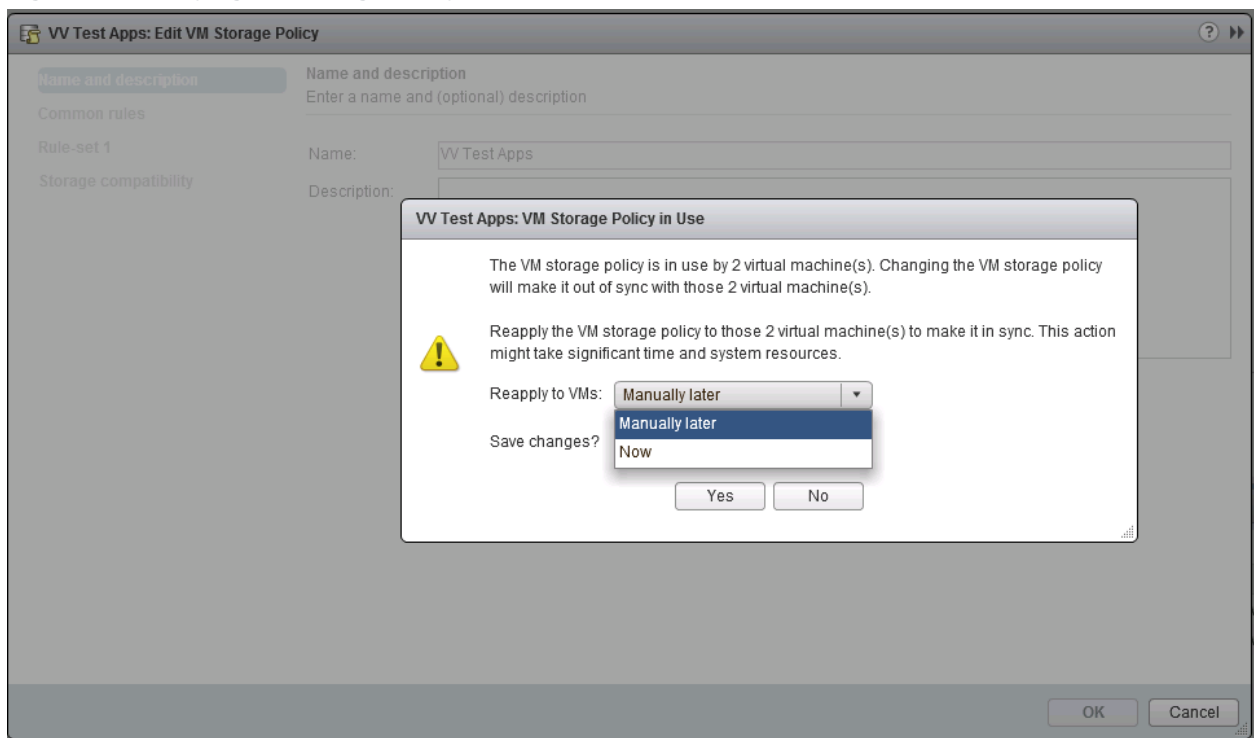 VV Test Apps: Edit VM Storage Policy
?
Name and description
Common rules
Rule-set 1
Storage compatibility
Name and description
Enter a name and (optional) description
Name:
VV Test Apps
Description:
VV Test Apps: VM Storage Policy in Use
The VM storage policy is in use by 2 virtual machine(s). Changing the VM storage policy
will make it out of sync with those 2 virtual machine(s).
Reapply the VM storage policy to those 2 virtual machine(s) to make it in sync. This action
might take significant time and system resources.
Reapply to VMs:
Manually later
Manually later
Now
Save changes?
Yes
No
OK
Cancel